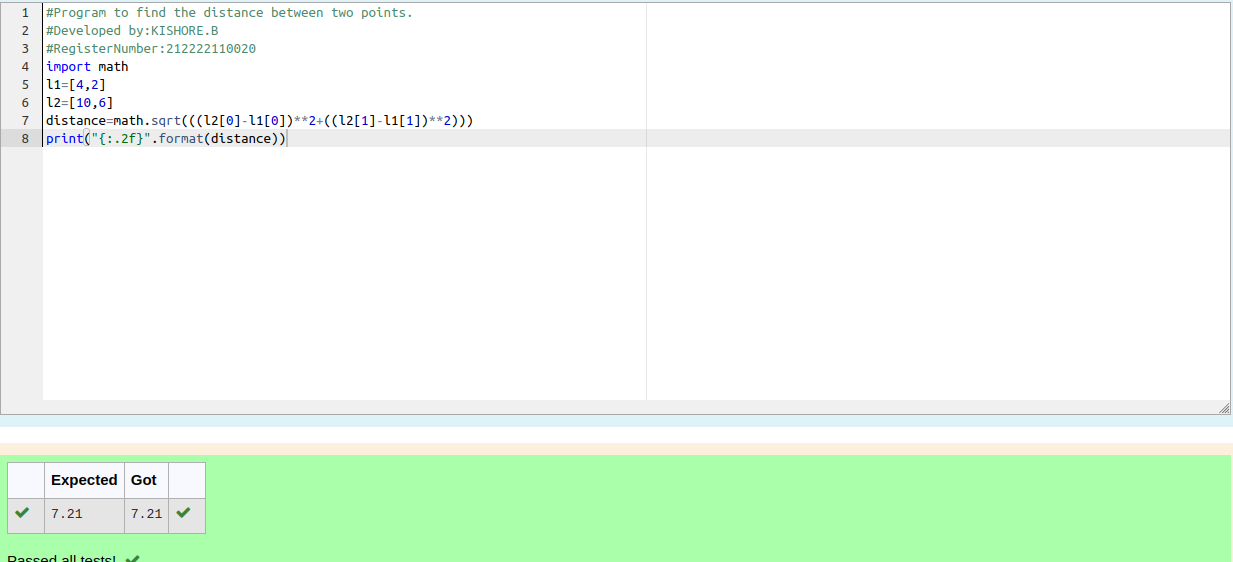 1 #Program to find the distance between two points.
2 #Developed by:KISHORE.B
3 #RegisterNumber:212222110020
4 import math
5 l1=[4,2]
6 l2=[10,6]
7 distance=math.sqrt(((l2[0]-l1[0])**2+((l2[1]-l1[1])**2)))
8 print("{:.2f}".format(distance))
Expected Got
7.21 7.21
Passed all tests!